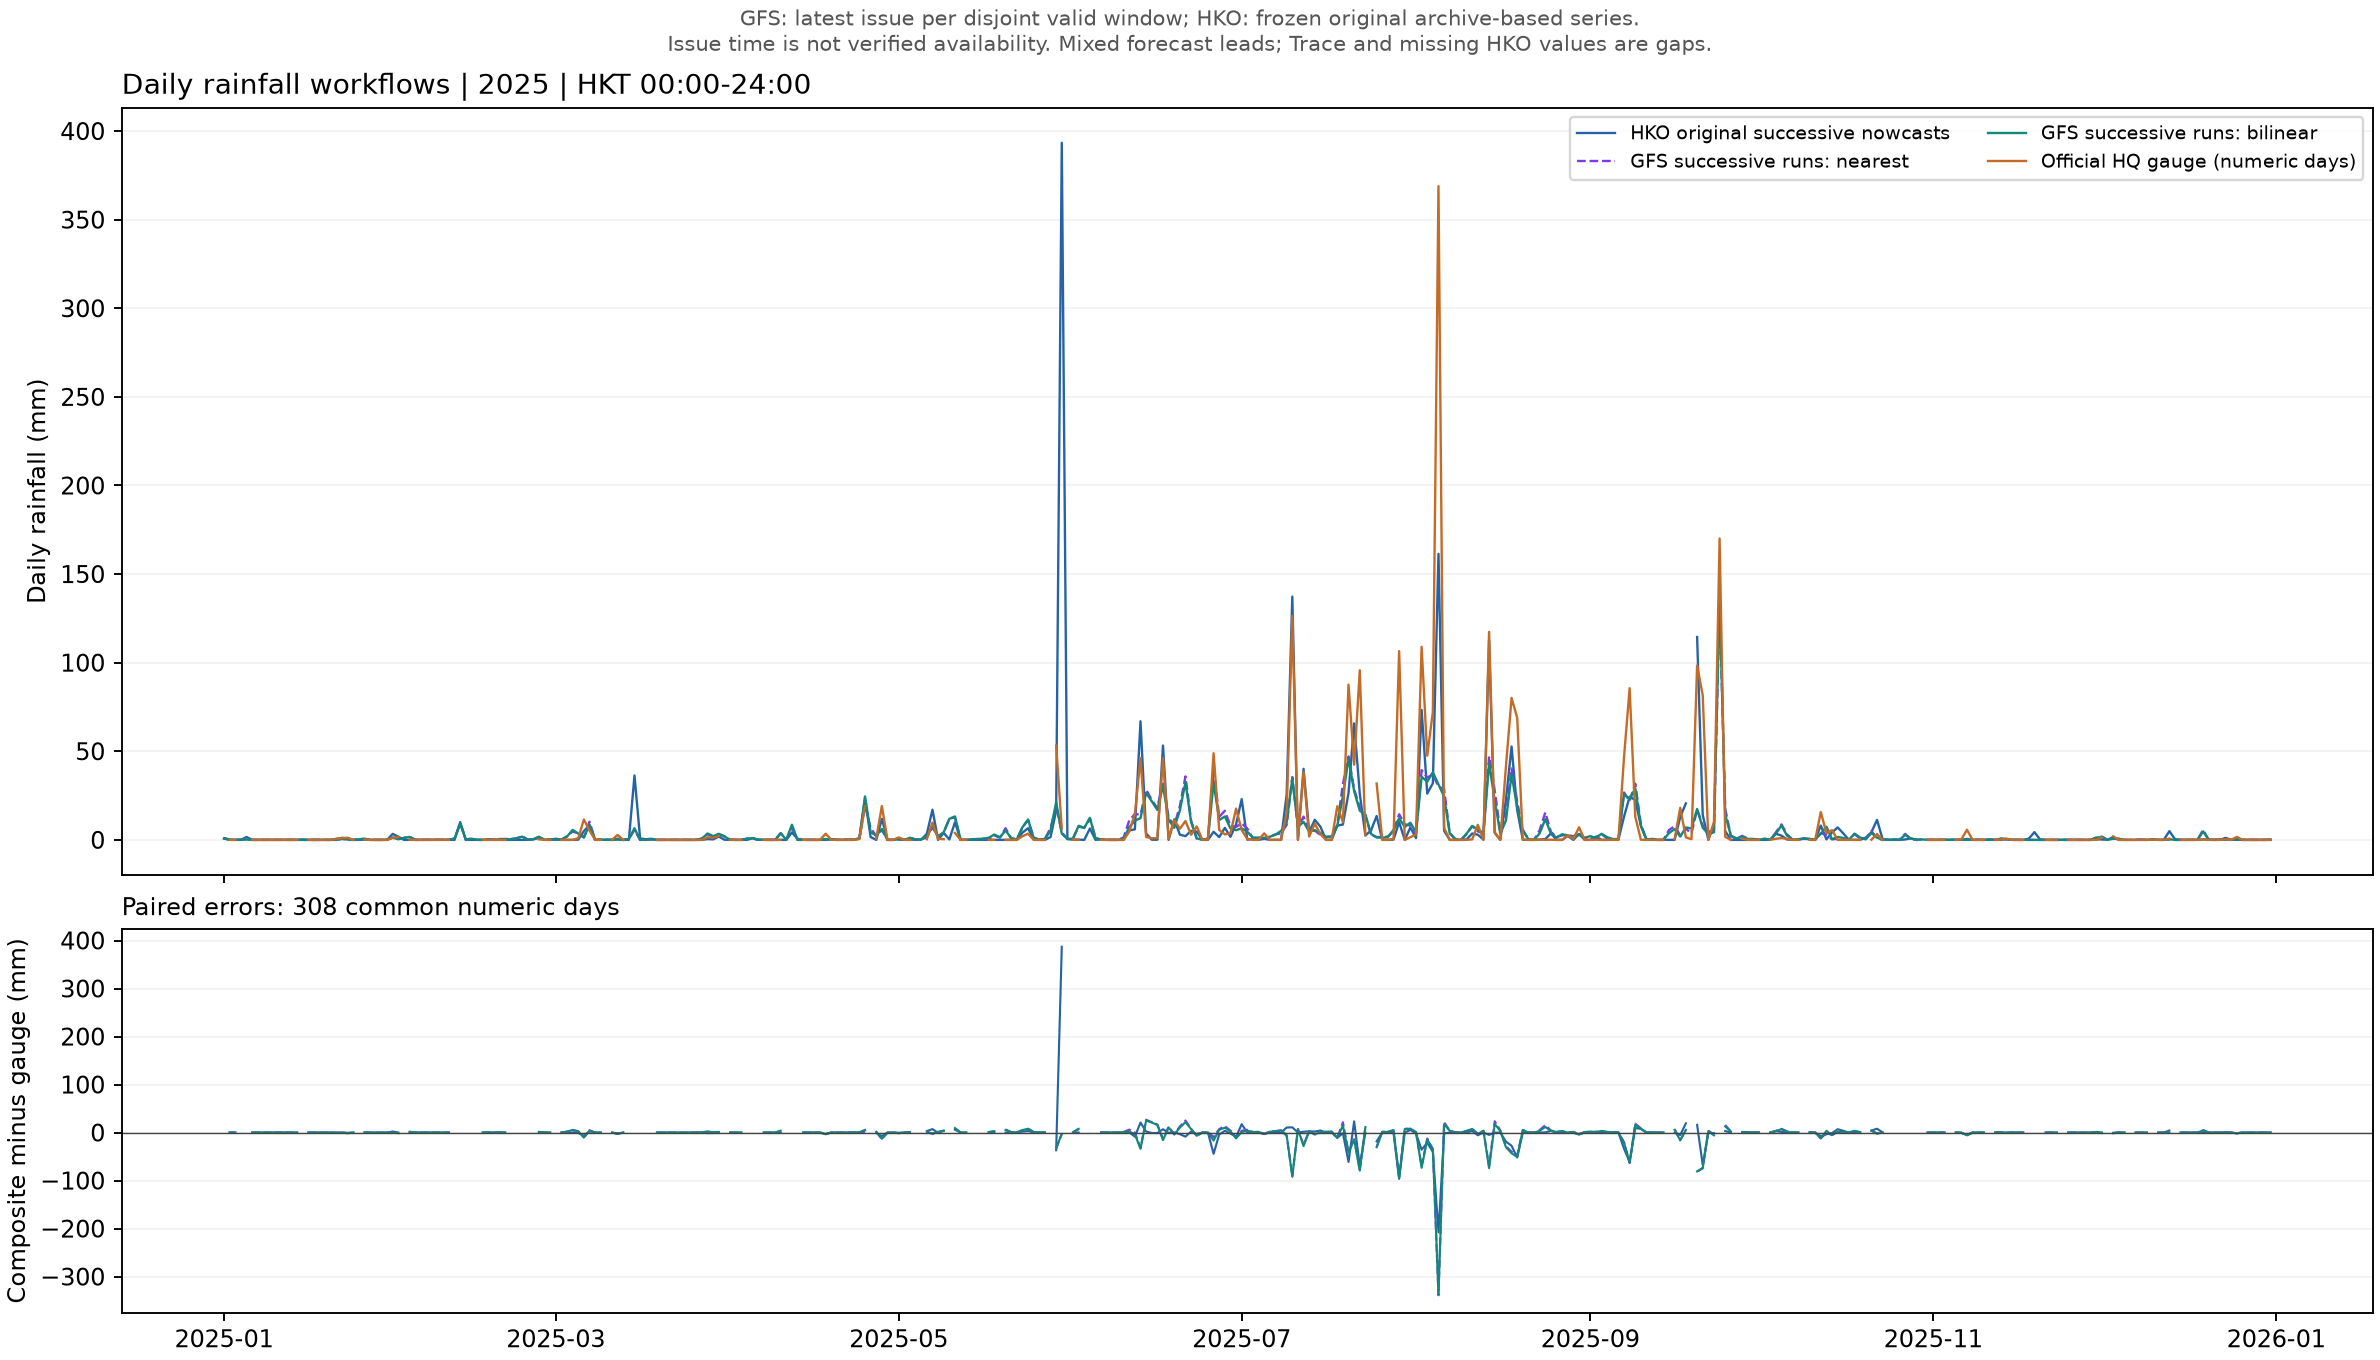 GFS: latest issue per disjoint valid window; HKO: frozen original archive-based series.
Issue time is not verified availability. Mixed forecast leads; Trace and missing HKO values are gaps.
Daily rainfall workflows | 2025 | HKT 00:00-24:00
HKO original successive nowcasts
GFS successive runs: nearest
GFS successive runs: bilinear
Official HQ gauge (numeric days)
Daily rainfall (mm)
400
350
300
250
200
150
100
50
0
Paired errors: 308 common numeric days
Composite minus gauge (mm)
400
300
200
100
0
−100
−200
−300
2025-01
2025-03
2025-05
2025-07
2025-09
2025-11
2026-01